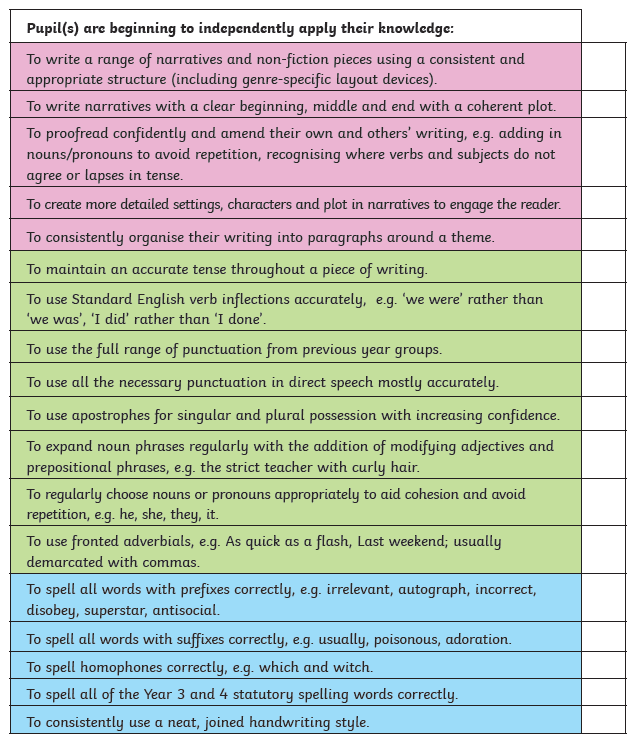 Pupil(s) are beginning to independently apply their knowledge:
To write a range of narratives and non-fiction pieces using a consistent and
appropriate structure (including genre-specific layout devices).
To write narratives with a clear beginning, middle and end with a coherent plot.
To proofread confidently and amend their own and others’ writing, e.g. adding in
nouns/pronouns to avoid repetition, recognising where verbs and subjects do not
agree or lapses in tense.
To create more detailed settings, characters and plot in narratives to engage the reader.
To consistently organise their writing into paragraphs around a theme.
To maintain an accurate tense throughout a piece of writing.
To use Standard English verb inflections accurately, e.g. ‘we were’ rather than
‘we was’, ‘I did’ rather than ‘I done’.
To use the full range of punctuation from previous year groups.
To use all the necessary punctuation in direct speech mostly accurately.
To use apostrophes for singular and plural possession with increasing confidence.
To expand noun phrases regularly with the addition of modifying adjectives and
prepositional phrases, e.g. the strict teacher with curly hair.
To regularly choose nouns or pronouns appropriately to aid cohesion and avoid
repetition, e.g. he, she, they, it.
To use fronted adverbials, e.g. As quick as a flash, Last weekend; usually
demarcated with commas.
To spell all words with prefixes correctly, e.g. irrelevant, autograph, incorrect,
disobey, superstar, antisocial.
To spell all words with suffixes correctly, e.g. usually, poisonous, adoration.
To spell homophones correctly, e.g. which and witch.
To spell all of the Year 3 and 4 statutory spelling words correctly.
To consistently use a neat, joined handwriting style.